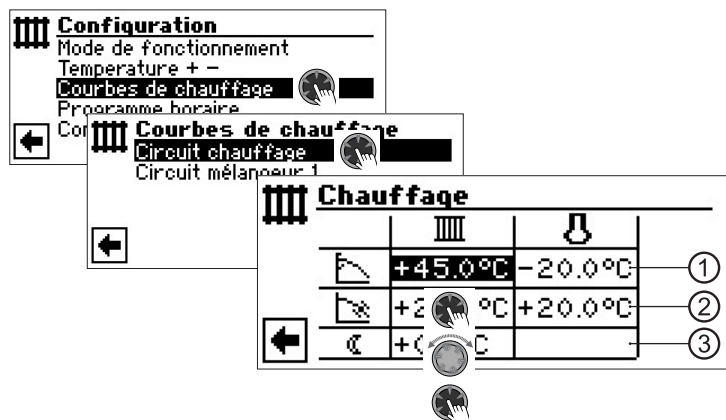 Configuration
Mode de fonctionnement
Temperature + −
Courbes de chauffage
Programme horaire
Courbes de chauffage
Circuit chauffage
Circuit mélangeur 1
Chauffage
+45.0°C −20.0°C ①
°C +20.0°C ②
③